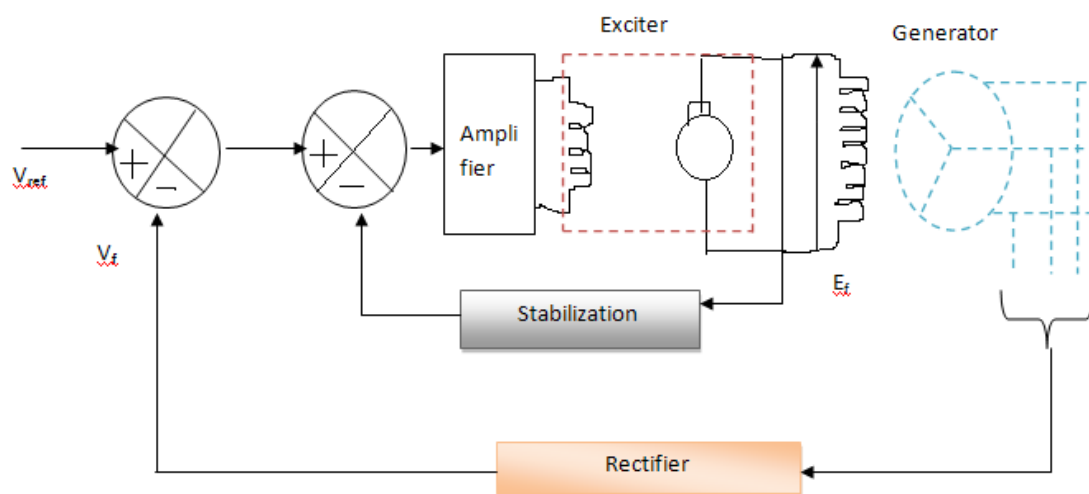 Exciter
Generator
Ampli
fier
+
−
+
−
Vref
Vf
Ef
Stabilization
Rectifier